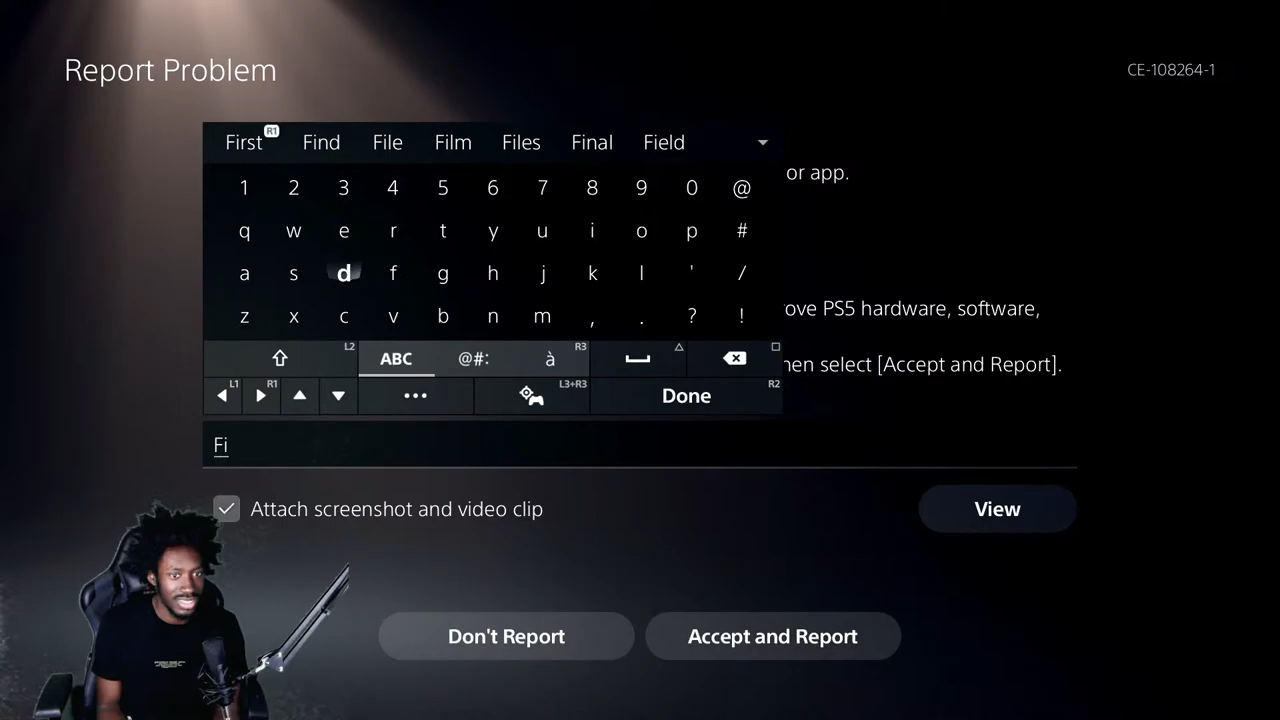 Report Problem
CE-108264-1
First R1 Find File Film Files Final Field
or app.
1 2 3 4 5 6 7 8 9 0 @
q w e r t y u i o p #
a s d f g h j k l ' /
rove PS5 hardware, software,
z x c v b n m , . ? !
L2 ABC @#: à R3
hen select [Accept and Report].
L1 R1 ••• L3+R3 Done R2
Fi
Attach screenshot and video clip
View
Don't Report
Accept and Report